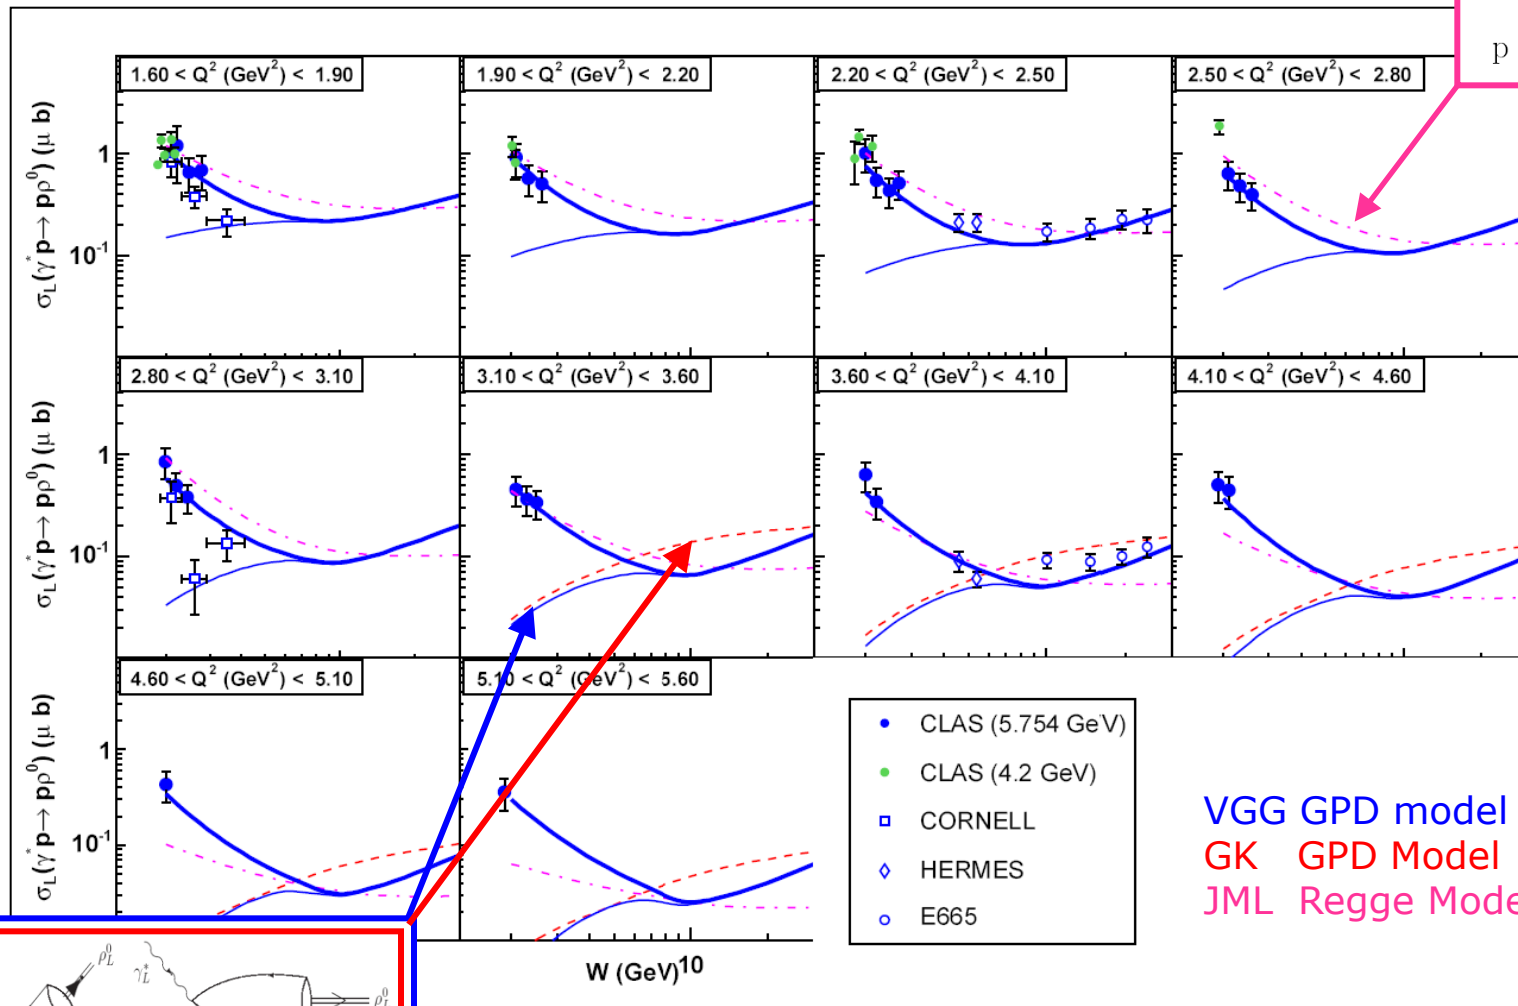 p
1.60 < Q² (GeV²) < 1.90
1.90 < Q² (GeV²) < 2.20
2.20 < Q² (GeV²) < 2.50
2.50 < Q² (GeV²) < 2.80
σL(γ* p→ pρ⁰) (μ b)
1
10⁻¹
2.80 < Q² (GeV²) < 3.10
3.10 < Q² (GeV²) < 3.60
3.60 < Q² (GeV²) < 4.10
4.10 < Q² (GeV²) < 4.60
σL(γ* p→ pρ⁰) (μ b)
1
10⁻¹
4.60 < Q² (GeV²) < 5.10
5.10 < Q² (GeV²) < 5.60
σL(γ* p→ pρ⁰) (μ b)
1
10⁻¹
CLAS (5.754 GeV)
CLAS (4.2 GeV)
CORNELL
HERMES
E665
VGG GPD model
GK GPD Model
JML Regge Mode
W (GeV)
10
ρ⁰L
γ*L
ρ⁰L